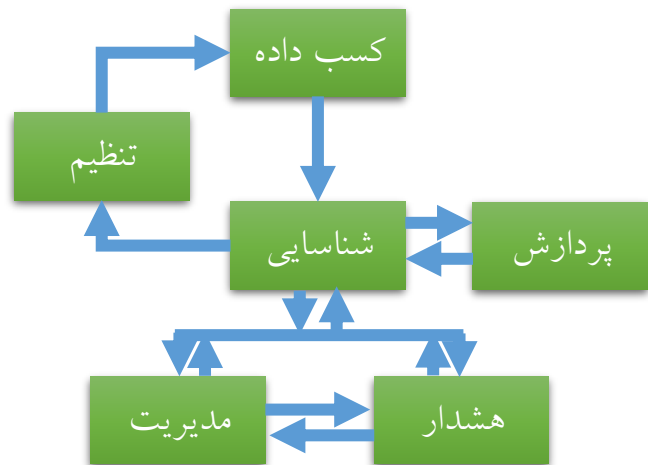 کسب داده
تنظیم
شناسایی
پردازش
هشدار
مدیریت